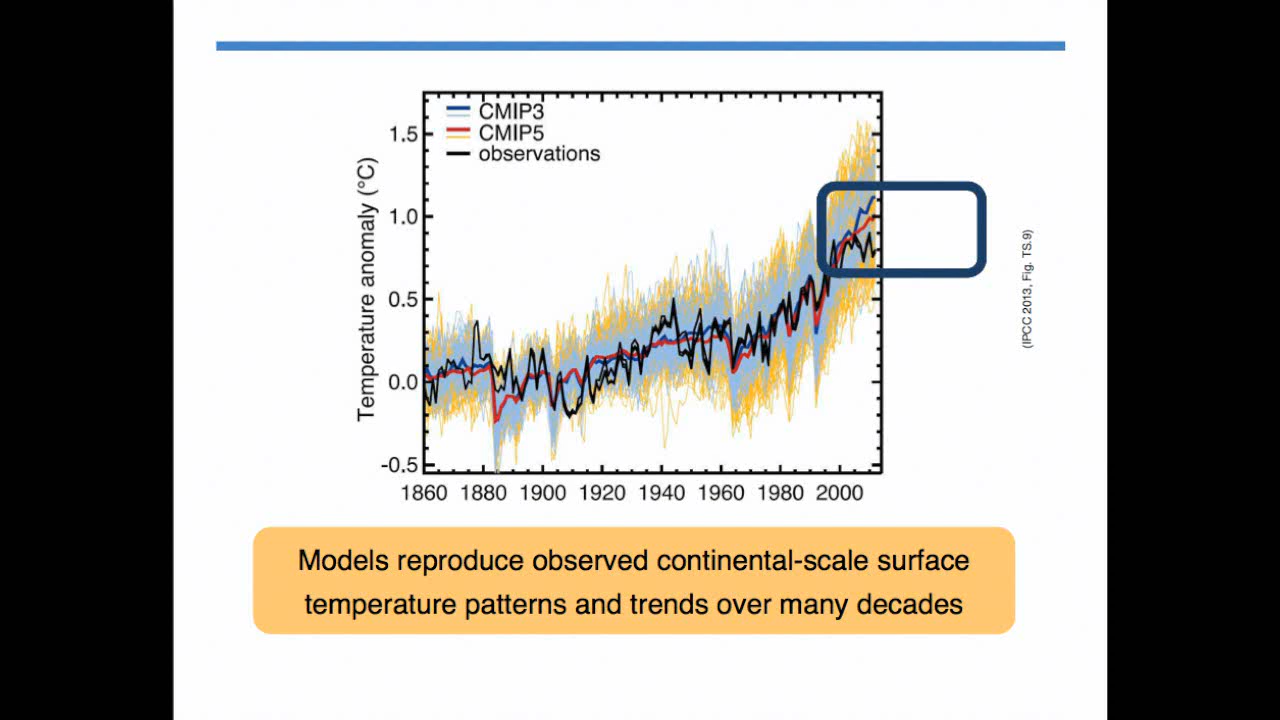 CMIP3
CMIP5
observations
Temperature anomaly (°C)
1.5
1.0
0.5
0.0
-0.5
1860 1880 1900 1920 1940 1960 1980 2000
(IPCC 2013, Fig. TS.9)
Models reproduce observed continental-scale surface
temperature patterns and trends over many decades